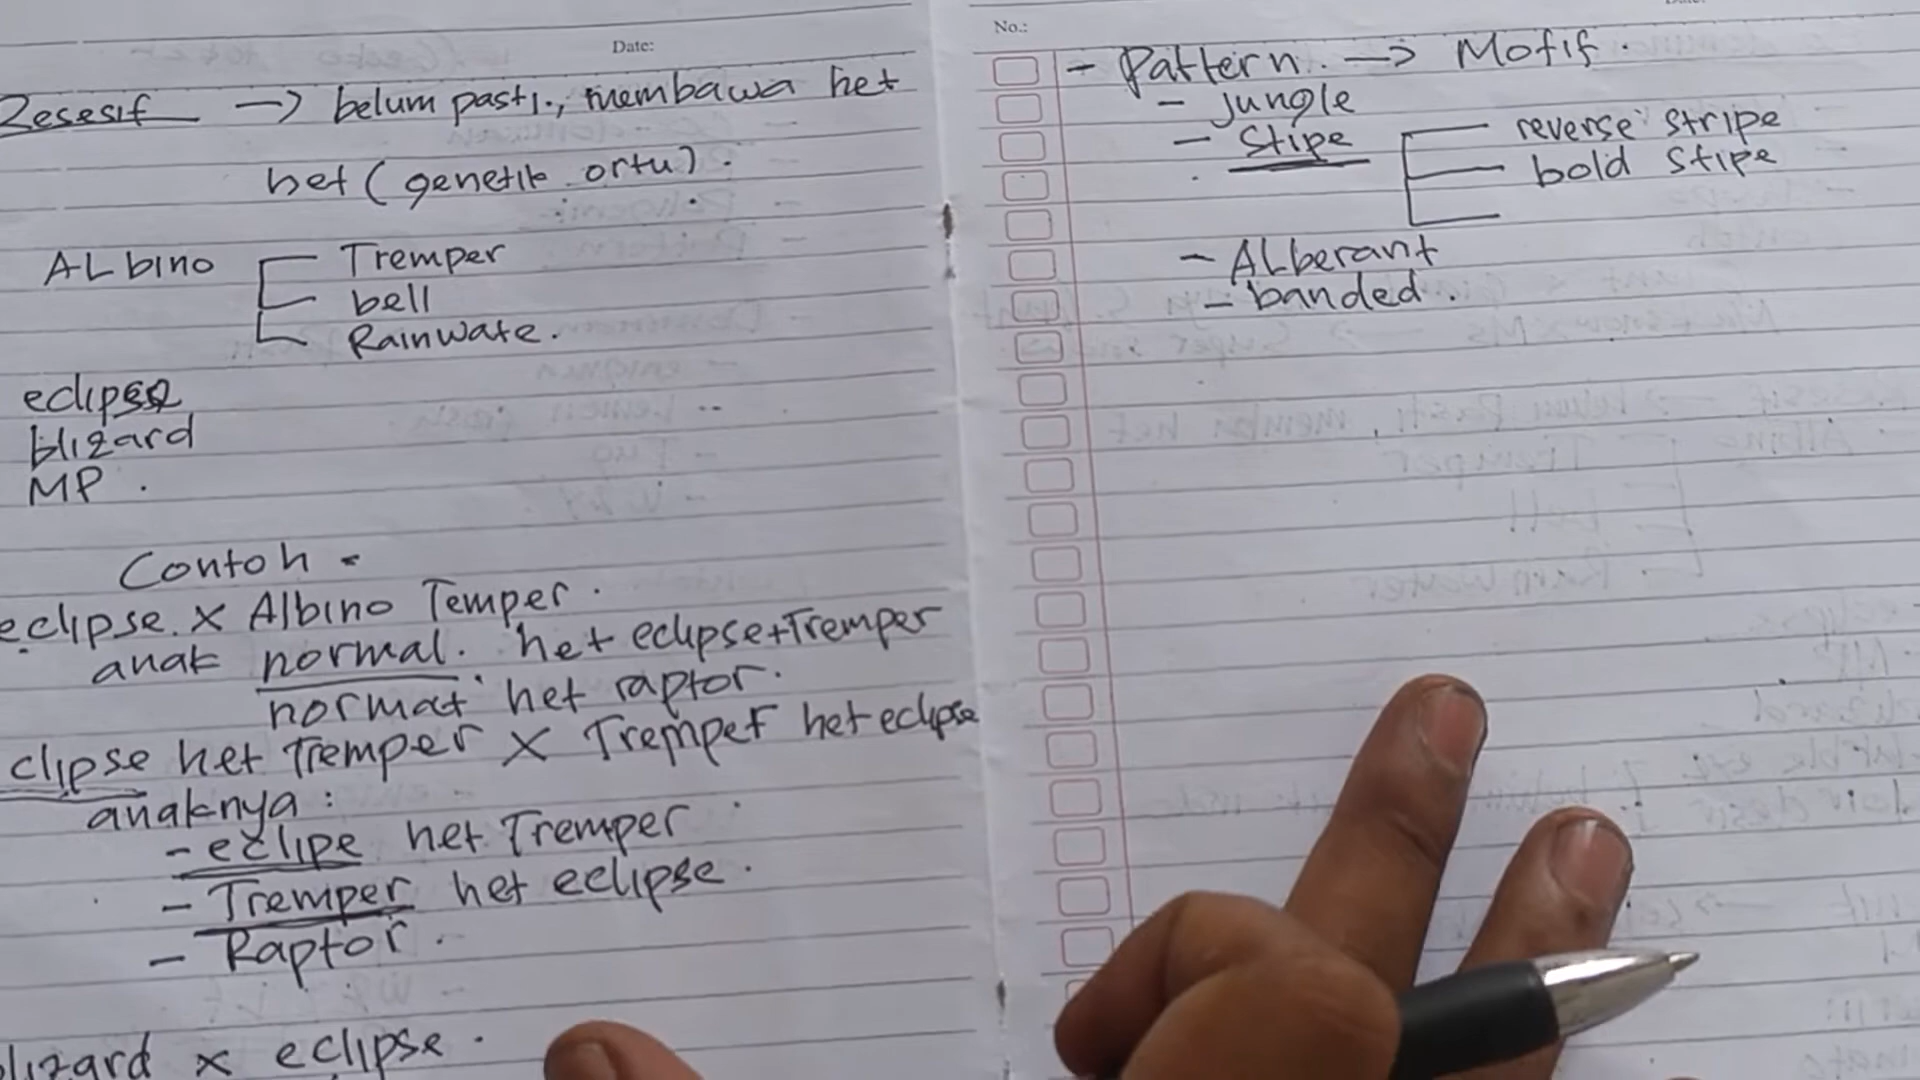 Date:
Resesif → belum pasti, membawa het
het (genetik ortu).
ALbino Tremper
bell
Rainwate.
eclipse
blizard
MP.
Contoh =
eclipse x Albino Temper.
anak normal. het eclipse+Tremper
normal het raptor.
clipse het Tremper x Tremper het eclipse
anaknya:
- eclipe het Tremper
- Tremper het eclipse.
- Raptor.
lizard x eclipse.
No.:
- Pattern. → Motif.
- jungle
- Stipe reverse stripe
bold stipe
- ALberant
- banded.